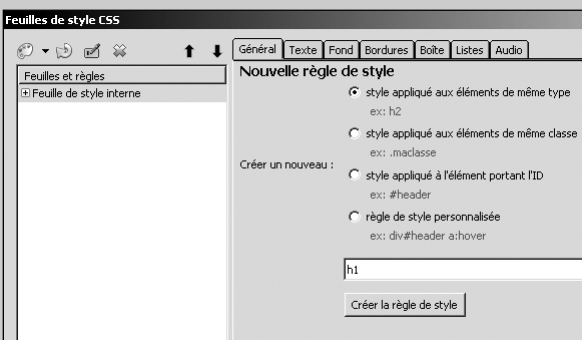 Feuilles de style CSS
Général Texte Fond Bordures Boîte Listes Audio
Feuilles et règles
Feuille de style interne
Nouvelle règle de style
Créer un nouveau :
style appliqué aux éléments de même type
ex: h2
style appliqué aux éléments de même classe
ex: .maclasse
style appliqué à l'élément portant l'ID
ex: #header
règle de style personnalisée
ex: div#header a:hover
h1
Créer la règle de style